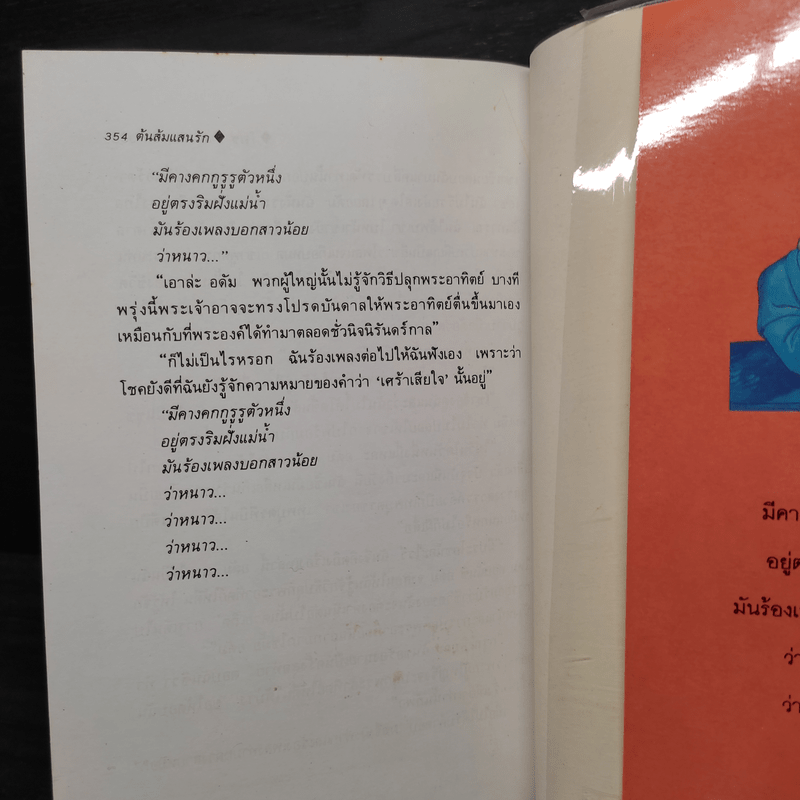 354 ต้นส้มแสนรัก ◆
“มีคางคกกูรูรูตัวหนึ่ง
อยู่ตรงริมฝั่งแม่น้ำ
มันร้องเพลงบอกสาวน้อย
ว่าหนาว...”
“เอาล่ะ อดัม พวกผู้ใหญ่นั้นไม่รู้จักวิธีปลุกพระอาทิตย์ บางที
พรุ่งนี้พระเจ้าอาจจะทรงโปรดบันดาลให้พระอาทิตย์ตื่นขึ้นมาเอง
เหมือนกับที่พระองค์ได้ทำมาตลอดชั่วนิจนิรันดร์กาล”
“ก็ไม่เป็นไรหรอก ฉันร้องเพลงต่อไปให้ฉันฟังเอง เพราะว่า
โชคยังดีที่ฉันยังรู้จักความหมายของคำว่า ‘เศร้าเสียใจ’ นั้นอยู่”
“มีคางคกกูรูรูตัวหนึ่ง
อยู่ตรงริมฝั่งแม่น้ำ
มันร้องเพลงบอกสาวน้อย
ว่าหนาว...
ว่าหนาว...
ว่าหนาว...
ว่าหนาว...
มีคา
อยู่ต
มันร้องเ
ว่
ว่า